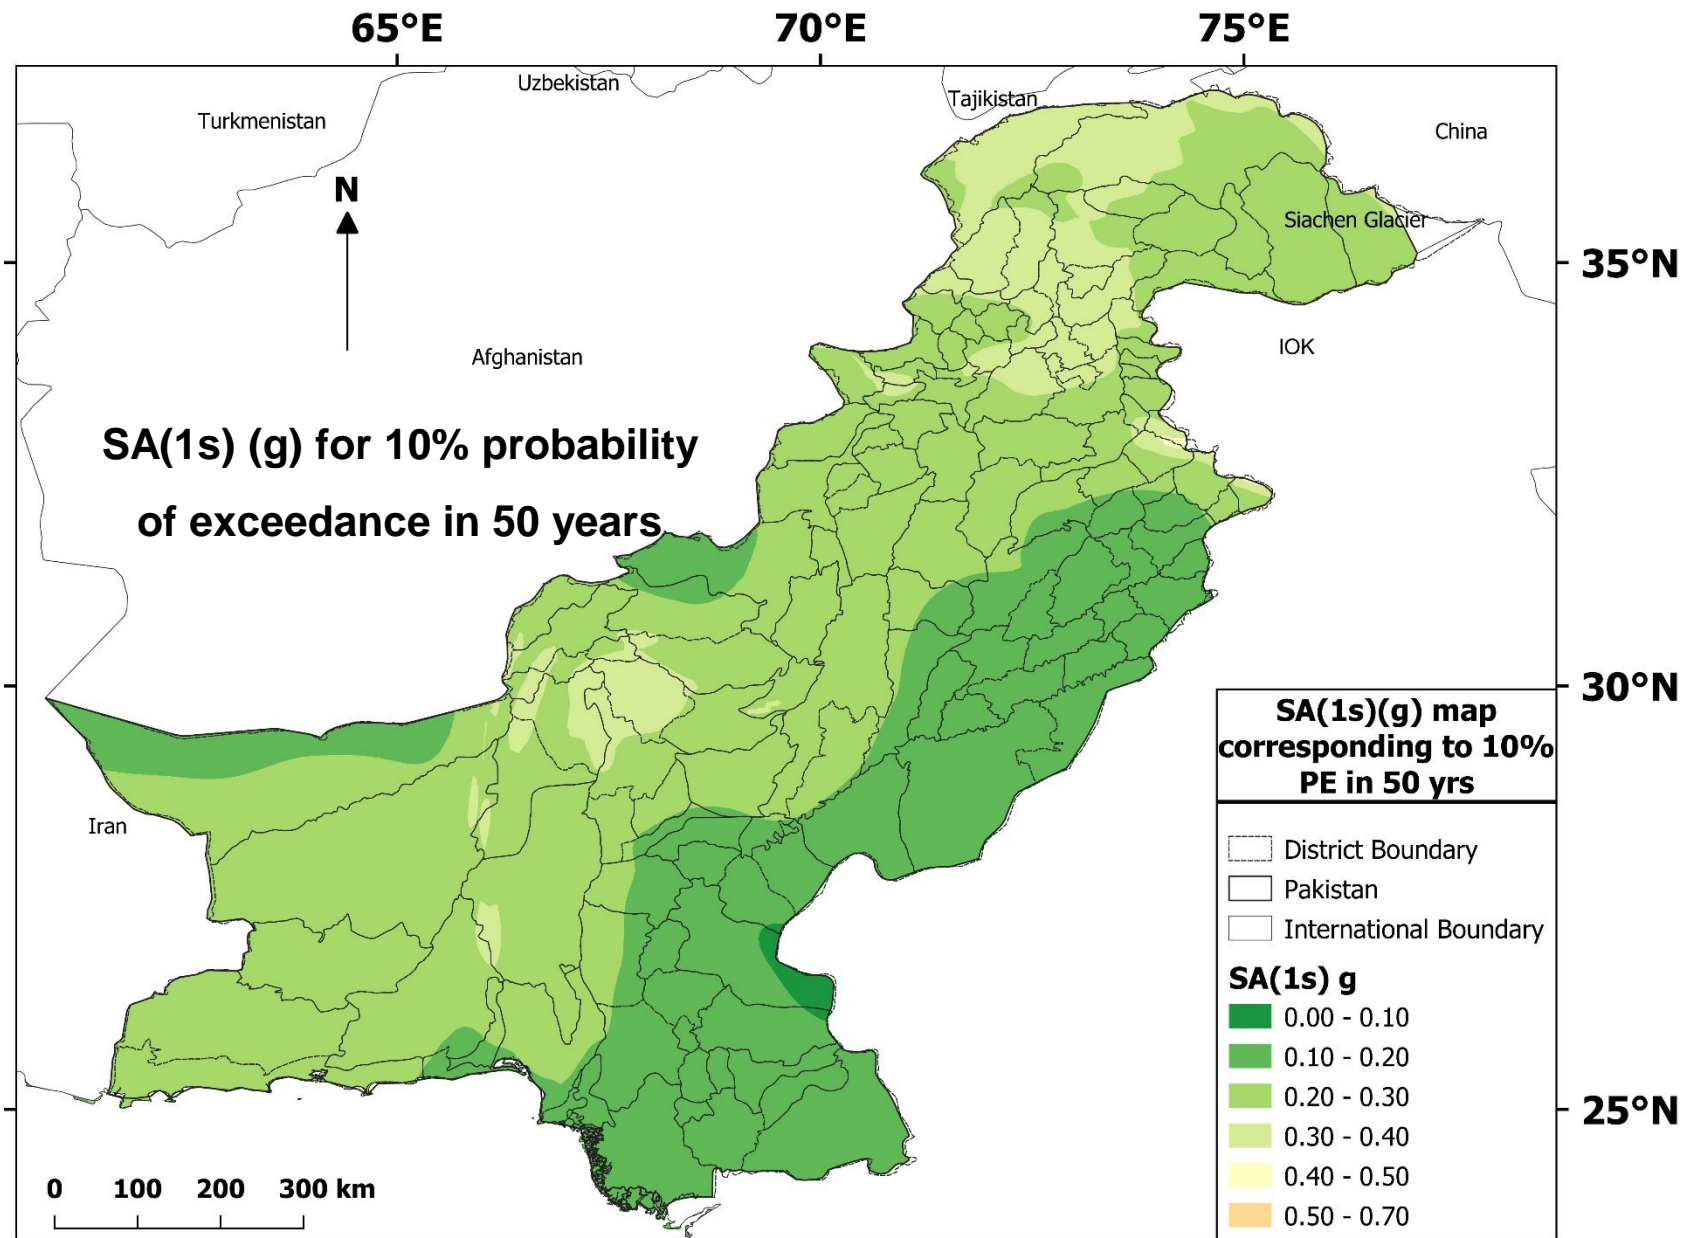 65°E
70°E
75°E
Uzbekistan
Tajikistan
Turkmenistan
China
N
Siachen Glacier
35°N
IOK
Afghanistan
SA(1s) (g) for 10% probability
of exceedance in 50 years
30°N
SA(1s)(g) map
corresponding to 10%
PE in 50 yrs
Iran
District Boundary
Pakistan
International Boundary
SA(1s) g
0.00 - 0.10
0.10 - 0.20
0.20 - 0.30
25°N
0.30 - 0.40
0.40 - 0.50
0.50 - 0.70
0 100 200 300 km